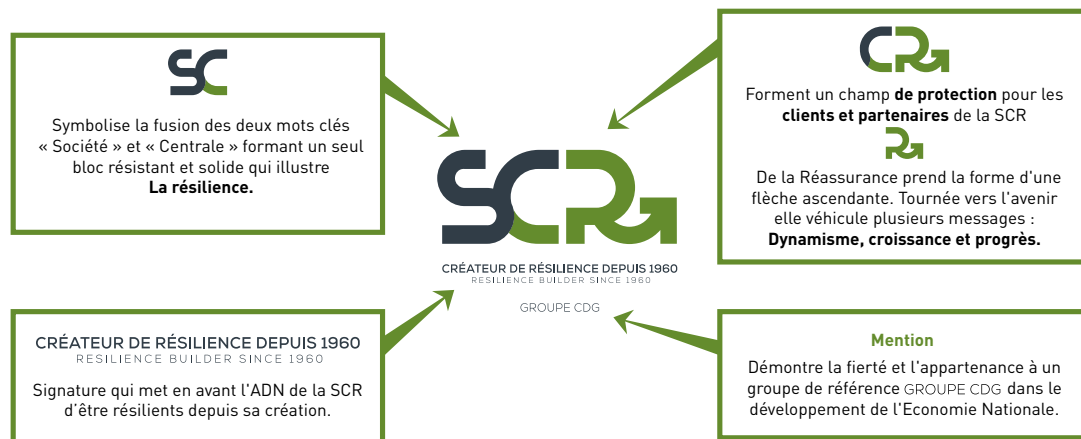 SC
Symbolise la fusion des deux mots clés
« Société » et « Centrale » formant un seul
bloc résistant et solide qui illustre
La résilience.
CR
Forment un champ de protection pour les
clients et partenaires de la SCR
R
De la Réassurance prend la forme d'une
flèche ascendante. Tournée vers l'avenir
elle véhicule plusieurs messages :
Dynamisme, croissance et progrès.
SCR
CRÉATEUR DE RÉSILIENCE DEPUIS 1960
RESILIENCE BUILDER SINCE 1960
GROUPE CDG
CRÉATEUR DE RÉSILIENCE DEPUIS 1960
RESILIENCE BUILDER SINCE 1960
Signature qui met en avant l'ADN de la SCR
d'être résilients depuis sa création.
Mention
Démontre la fierté et l'appartenance à un
groupe de référence GROUPE CDG dans le
développement de l'Economie Nationale.